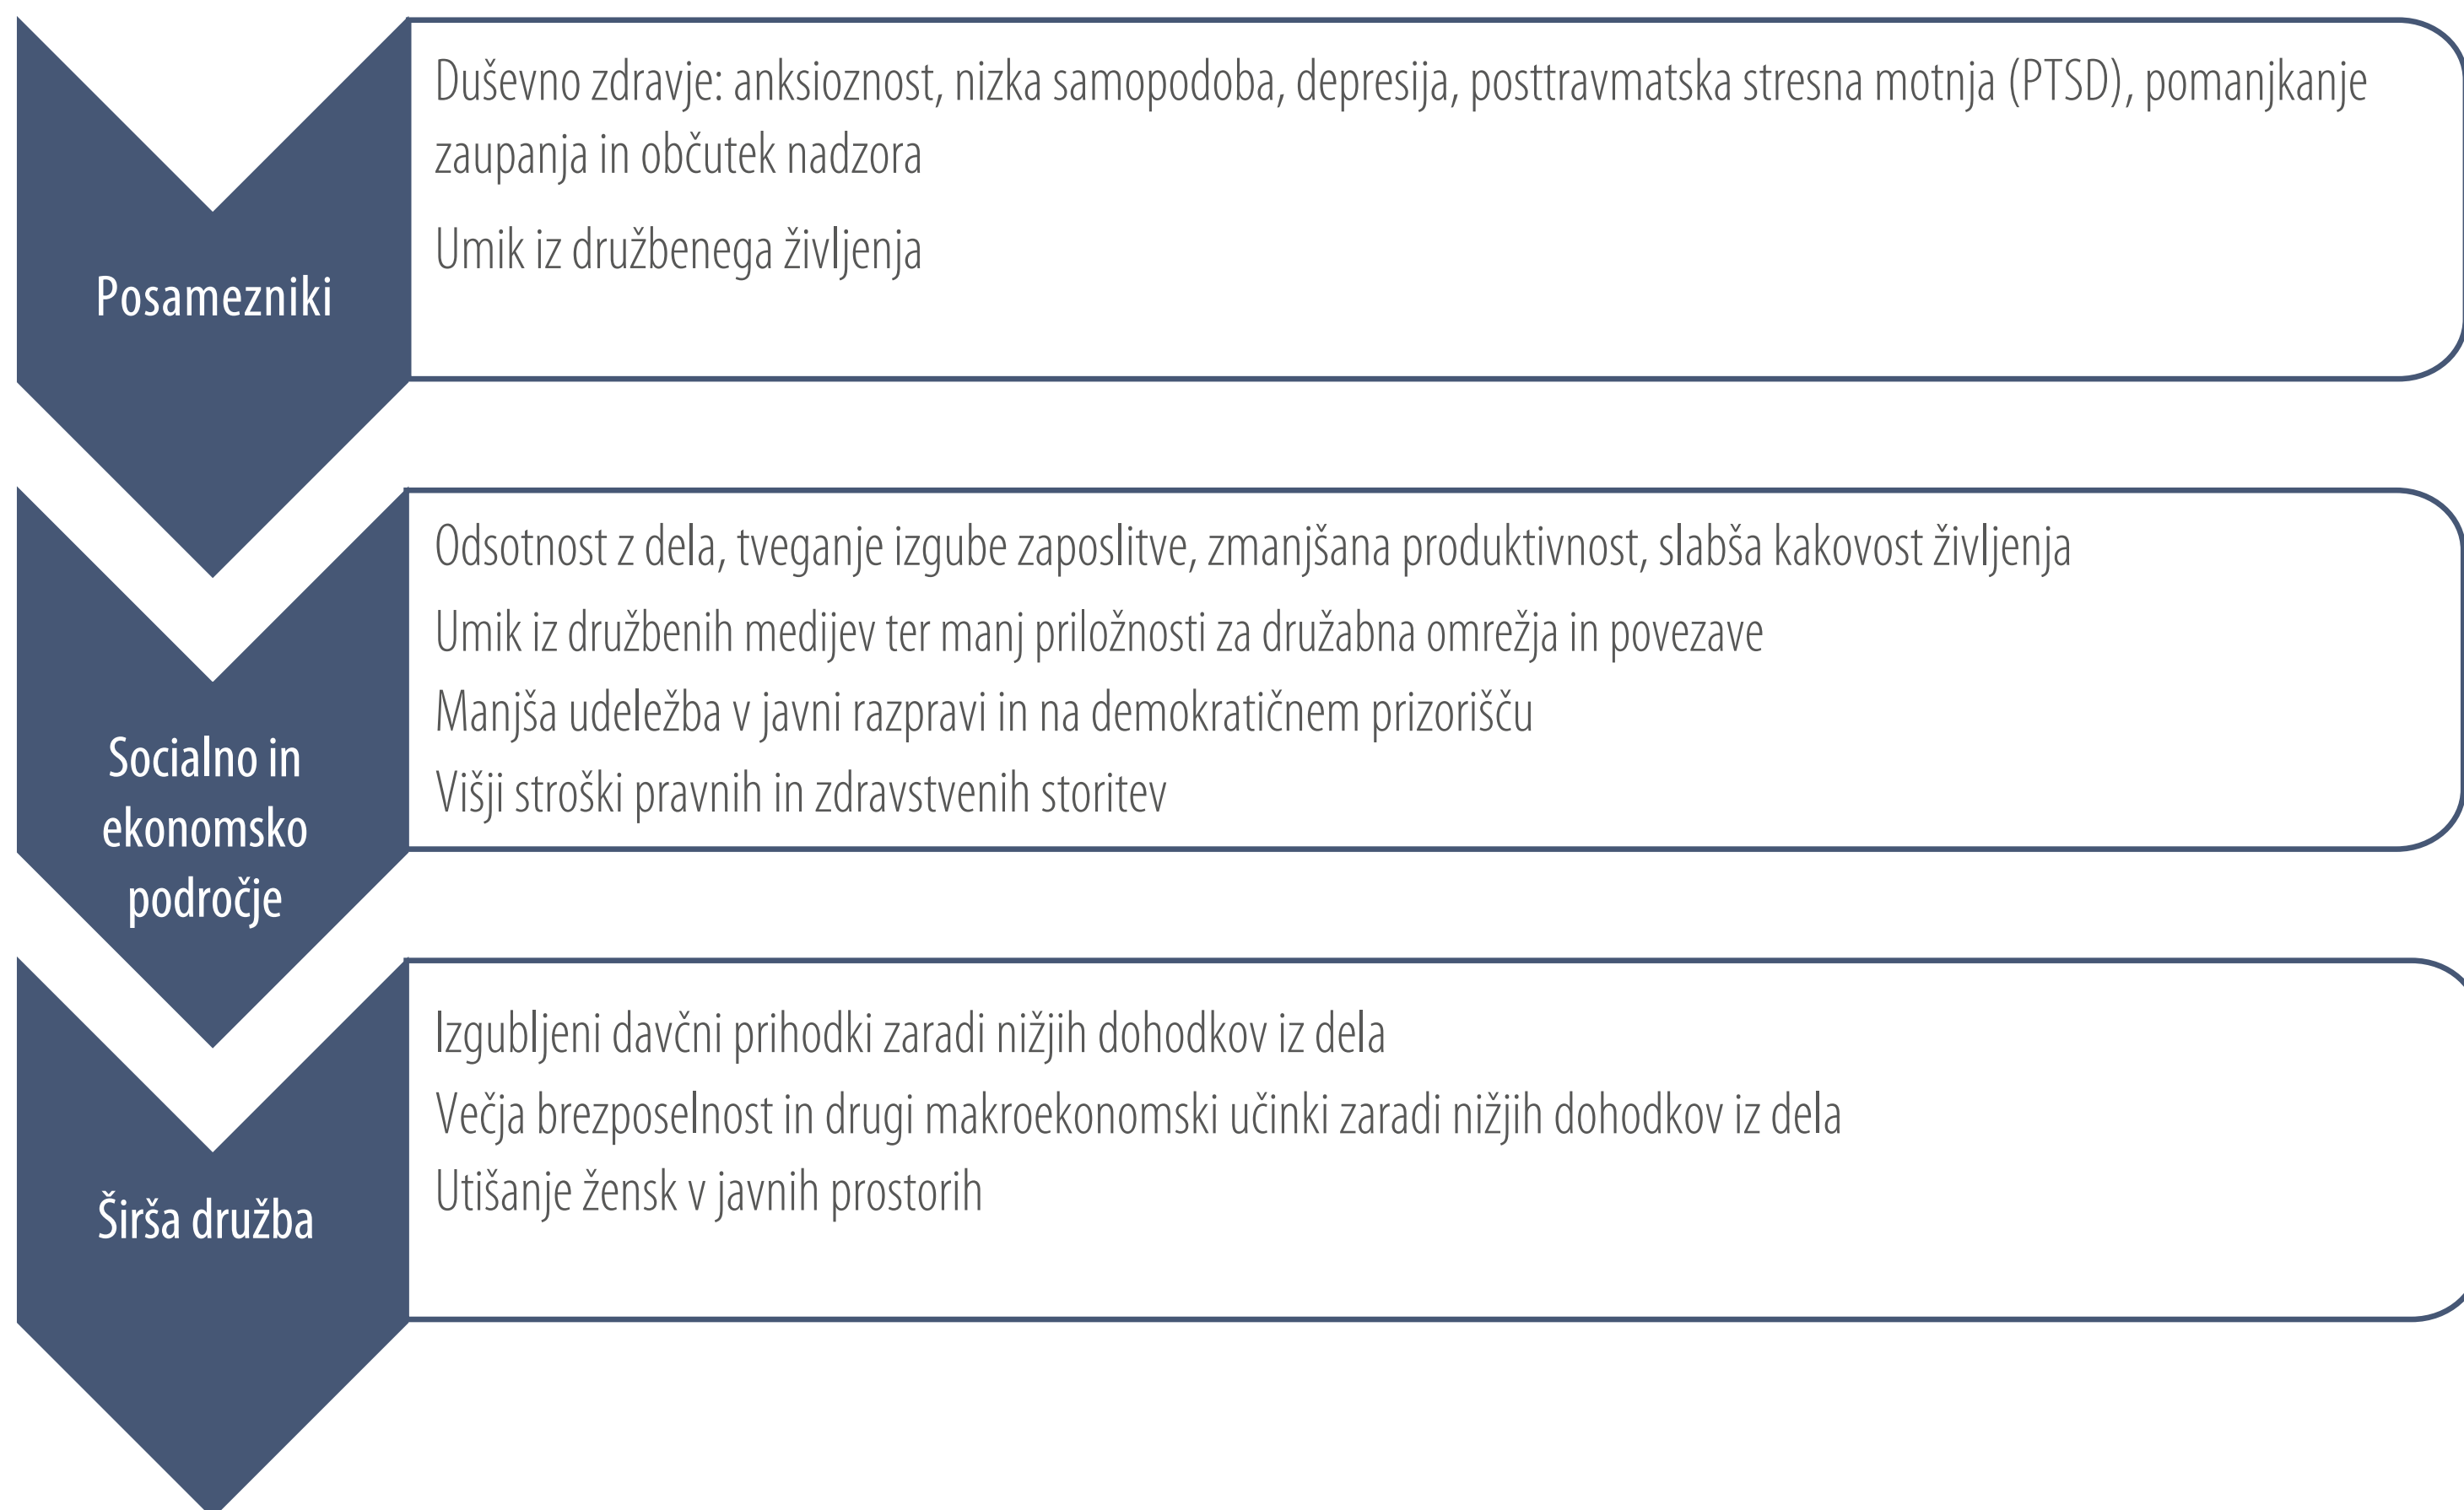 Posamezniki
Duševno zdravje: anksioznost, nizka samopodoba, depresija, posttravmatska stresna motnja (PTSD), pomanjkanje
zaupanja in občutek nadzora
Umik iz družbenega življenja
Socialno in
ekonomsko
področje
Odsotnost z dela, tveganje izgube zaposlitve, zmanjšana produktivnost, slabša kakovost življenja
Umik iz družbenih medijev ter manj priložnosti za družabna omrežja in povezave
Manjša udeležba v javni razpravi in na demokratičnem prizorišču
Višji stroški pravnih in zdravstvenih storitev
Širša družba
Izgubljeni davčni prihodki zaradi nižjih dohodkov iz dela
Večja brezposelnost in drugi makroekonomski učinki zaradi nižjih dohodkov iz dela
Utišanje žensk v javnih prostorih